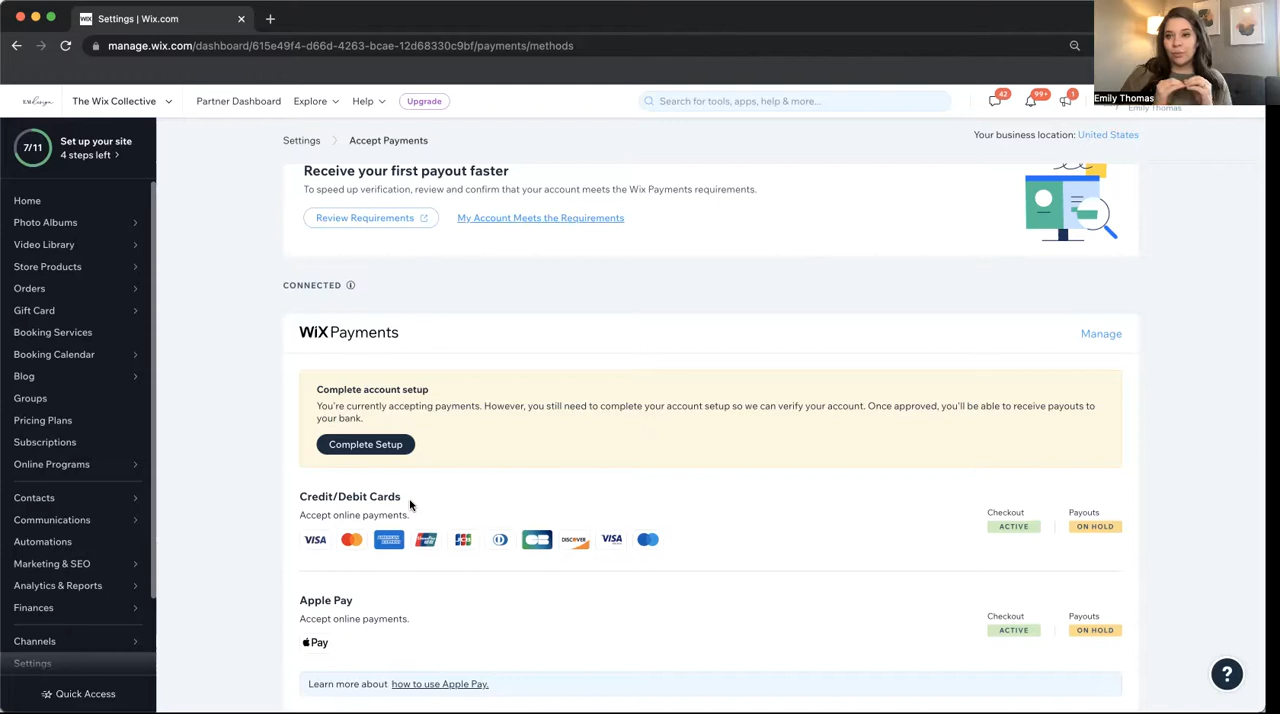 Settings | Wix.com
manage.wix.com/dashboard/615e49f4-d66d-4263-bcae-12d68330c9bf/payments/methods
Emily Thomas
Emily Thomas
The Wix Collective
Partner Dashboard
Explore
Help
Upgrade
Search for tools, apps, help & more...
42
99+
1
7/11
Set up your site
4 steps left
Home
Photo Albums
Video Library
Store Products
Orders
Gift Card
Booking Services
Booking Calendar
Blog
Groups
Pricing Plans
Subscriptions
Online Programs
Contacts
Communications
Automations
Marketing & SEO
Analytics & Reports
Finances
Channels
Settings
Quick Access
Settings > Accept Payments
Your business location: United States
Receive your first payout faster
To speed up verification, review and confirm that your account meets the Wix Payments requirements.
Review Requirements
My Account Meets the Requirements
CONNECTED
WiX Payments
Manage
Complete account setup
You're currently accepting payments. However, you still need to complete your account setup so we can verify your account. Once approved, you'll be able to receive payouts to
your bank.
Complete Setup
Credit/Debit Cards
Accept online payments.
VISA
JCB
DISCOVER
VISA
Checkout
ACTIVE
Payouts
ON HOLD
Apple Pay
Accept online payments.
Pay
Checkout
ACTIVE
Payouts
ON HOLD
Learn more about how to use Apple Pay.
?